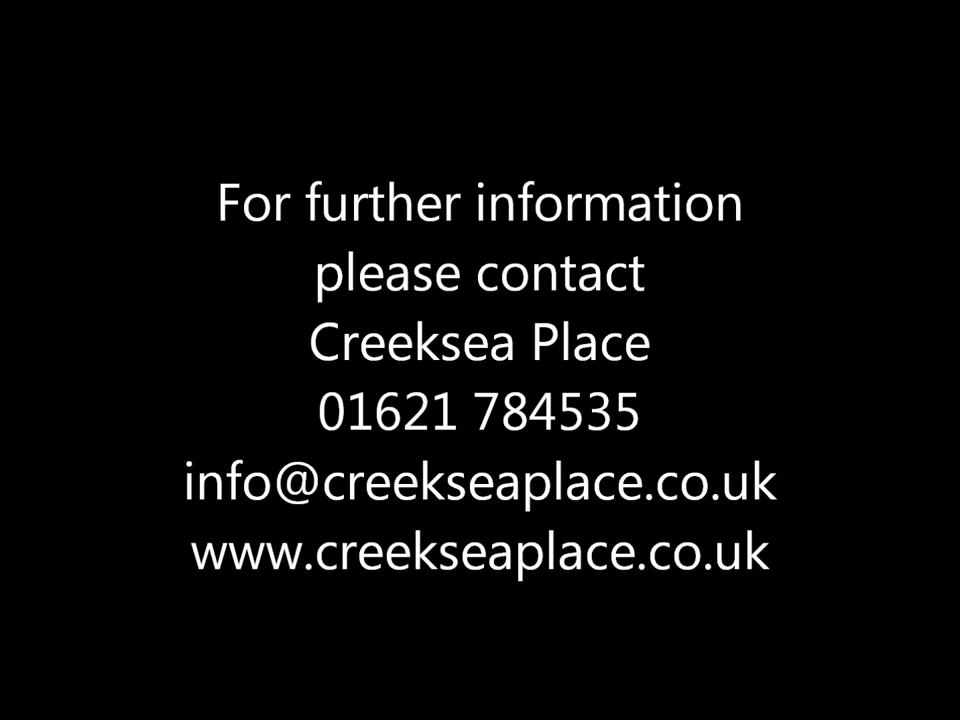 For further information
please contact
Creeksea Place
01621 784535
info@creekseaplace.co.uk
www.creekseaplace.co.uk